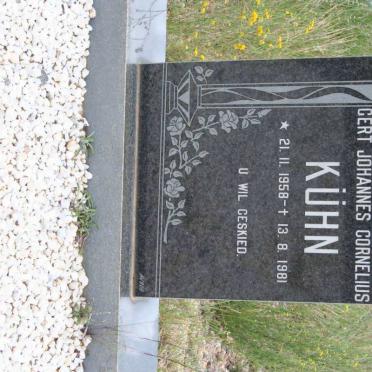 GERT JOHANNES CORNELIUS
KÜHN
★ 21.11.1958 - † 13.8.1981
U WIL GESKIED.